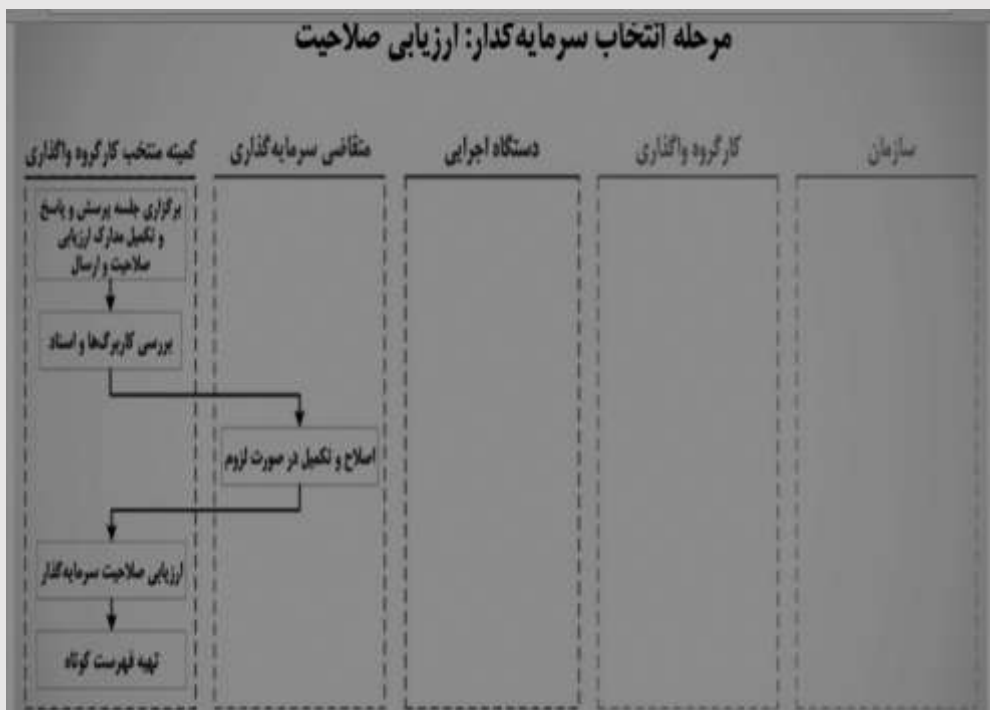 مرحله انتخاب سرمایه‌گذار: ارزیابی صلاحیت
سازمان
کارگروه واگذاری
دستگاه اجرایی
متقاضی سرمایه‌گذاری
کمیته منتخب کارگروه واگذاری
برگزاری جلسه پرسش و پاسخ
و تکمیل مدارک ارزیابی
صلاحیت و ارسال
بررسی کاربرگ‌ها و اسناد
اصلاح و تکمیل در صورت لزوم
ارزیابی صلاحیت سرمایه‌گذار
تهیه فهرست کوتاه